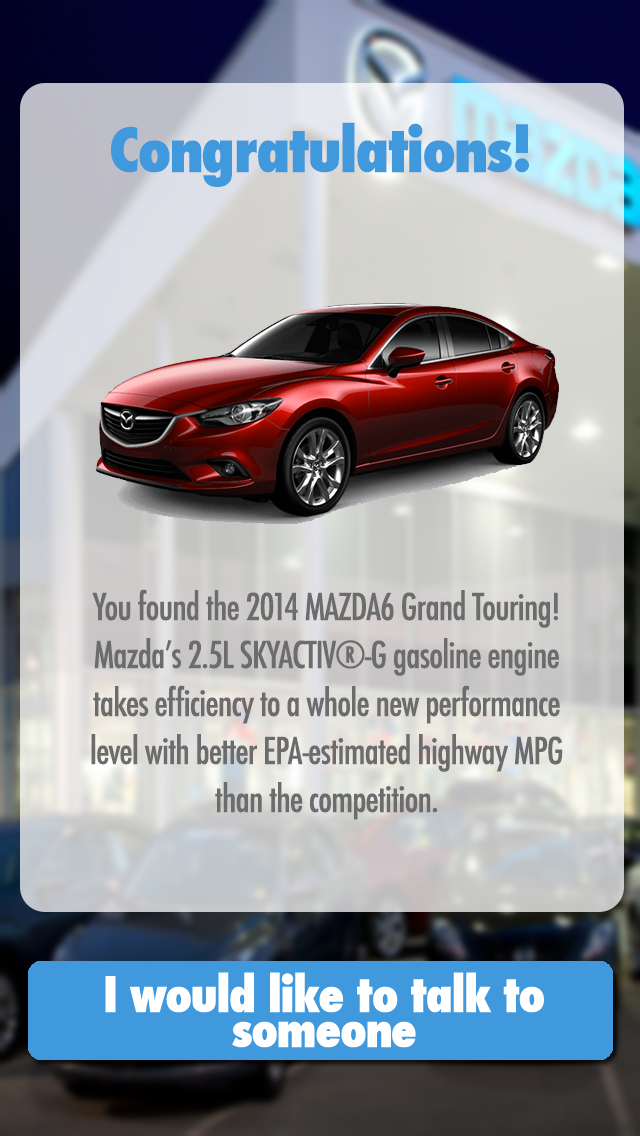 mazda
Congratulations!
You found the 2014 MAZDA6 Grand Touring!
Mazda’s 2.5L SKYACTIV®-G gasoline engine
takes efficiency to a whole new performance
level with better EPA-estimated highway MPG
than the competition.
I would like to talk to
someone